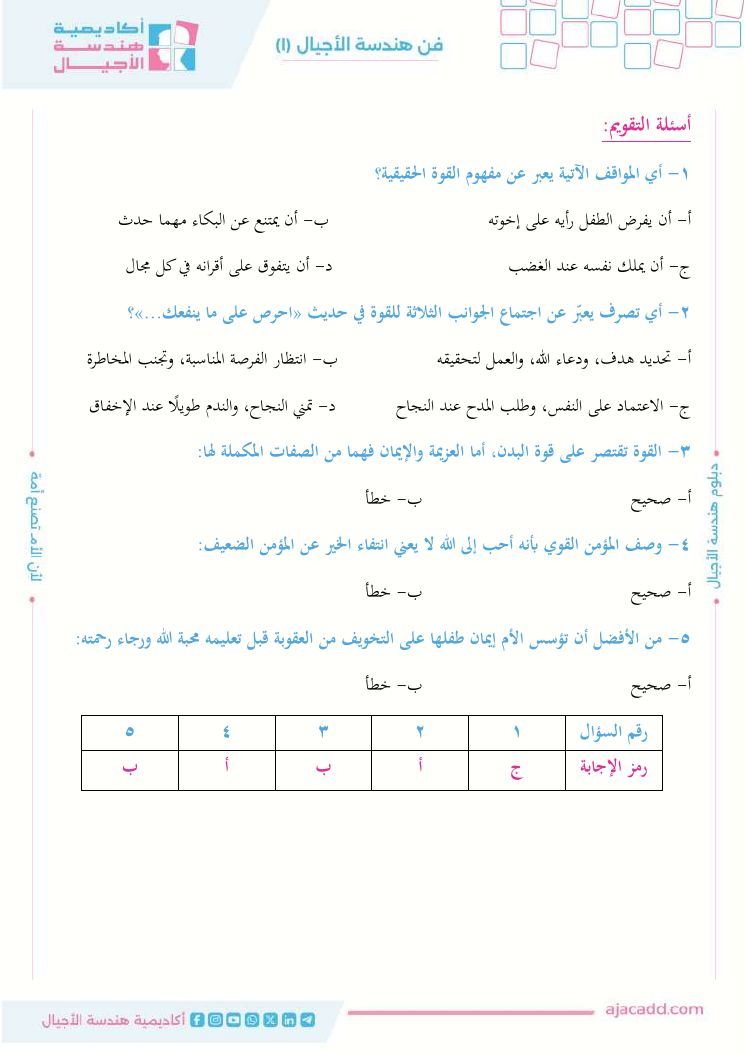 أكاديمية
هندسة
الأجيال
فن هندسة الأجيال (١)
أسئلة التقويم:
١- أي المواقف الآتية يعبر عن مفهوم القوة الحقيقية؟
أ- أن يفرض الطفل رأيه على إخوته ب- أن يمتنع عن البكاء مهما حدث
ج- أن يملك نفسه عند الغضب د- أن يتفوق على أقرانه في كل مجال
٢- أي تصرف يعبّر عن اجتماع الجوانب الثلاثة للقوة في حديث «احرص على ما ينفعك...»؟
أ- تحديد هدف، ودعاء الله، والعمل لتحقيقه ب- انتظار الفرصة المناسبة، وتجنب المخاطرة
ج- الاعتماد على النفس، وطلب المدح عند النجاح د- تمني النجاح، والندم طويلًا عند الإخفاق
٣- القوة تقتصر على قوة البدن، أما العزيمة والإيمان فهما من الصفات المكملة لها:
أ- صحيح ب- خطأ
٤- وصف المؤمن القوي بأنه أحب إلى الله لا يعني انتفاء الخير عن المؤمن الضعيف:
أ- صحيح ب- خطأ
٥- من الأفضل أن تؤسس الأم إيمان طفلها على التخويف من العقوبة قبل تعليمه محبة الله ورجاء رحمته:
أ- صحيح ب- خطأ
رقم السؤال ١ ٢ ٣ ٤ ٥
رمز الإجابة ج أ ب أ ب
دبلوم هندسة الأجيال
لأن الأم تصنع أمة
ajacadd.com
أكاديمية هندسة الأجيال